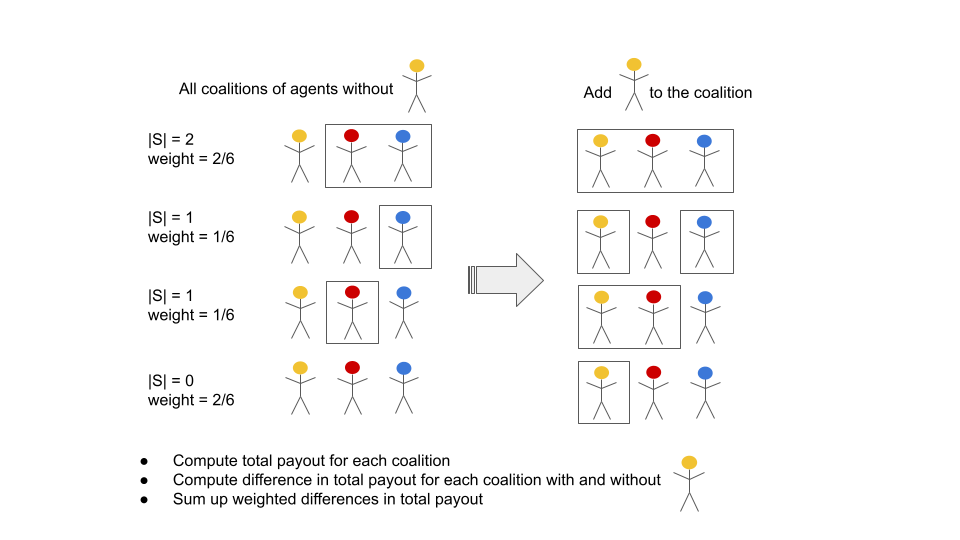 All coalitions of agents without
Add to the coalition
|S| = 2
weight = 2/6
|S| = 1
weight = 1/6
|S| = 1
weight = 1/6
|S| = 0
weight = 2/6
● Compute total payout for each coalition
● Compute difference in total payout for each coalition with and without
● Sum up weighted differences in total payout